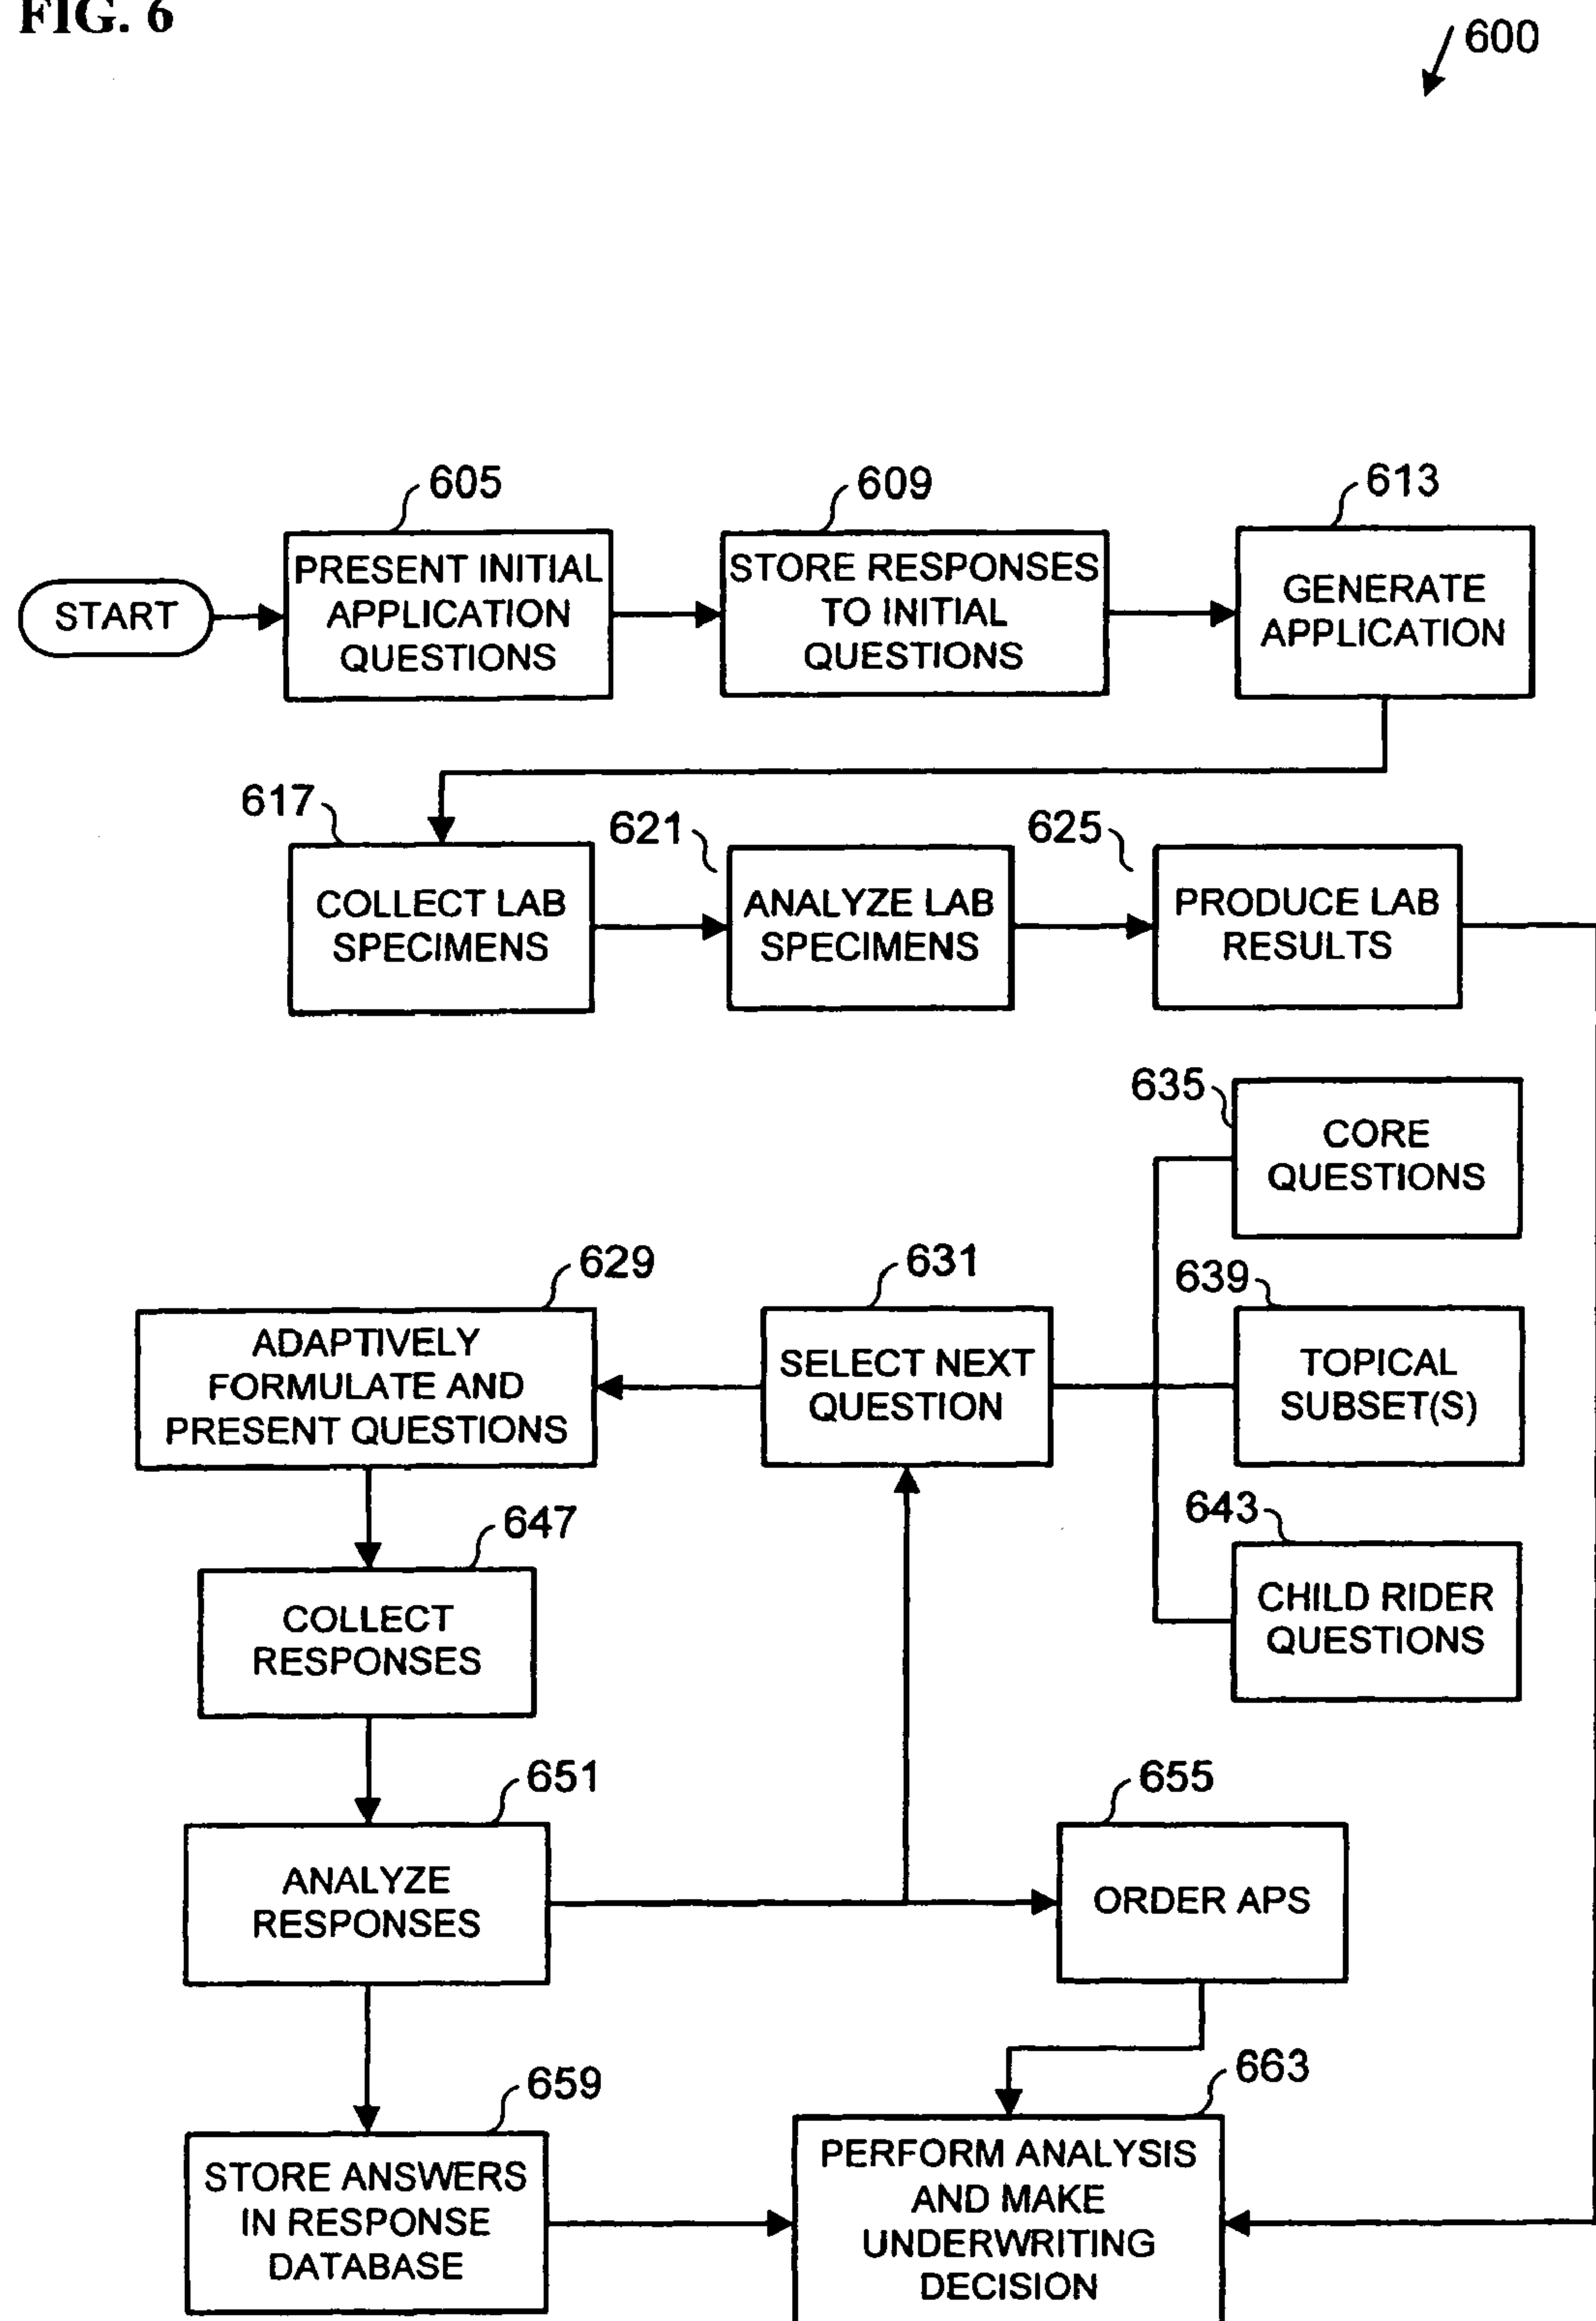 FIG. 6
600
605
609
613
START
PRESENT INITIAL
APPLICATION
QUESTIONS
STORE RESPONSES
TO INITIAL
QUESTIONS
GENERATE
APPLICATION
617
621
625
COLLECT LAB
SPECIMENS
ANALYZE LAB
SPECIMENS
PRODUCE LAB
RESULTS
635
CORE
QUESTIONS
629
631
639
ADAPTIVELY
FORMULATE AND
PRESENT QUESTIONS
SELECT NEXT
QUESTION
TOPICAL
SUBSET(S)
647
643
COLLECT
RESPONSES
CHILD RIDER
QUESTIONS
651
655
ANALYZE
RESPONSES
ORDER APS
659
663
STORE ANSWERS
IN RESPONSE
DATABASE
PERFORM ANALYSIS
AND MAKE
UNDERWRITING
DECISION